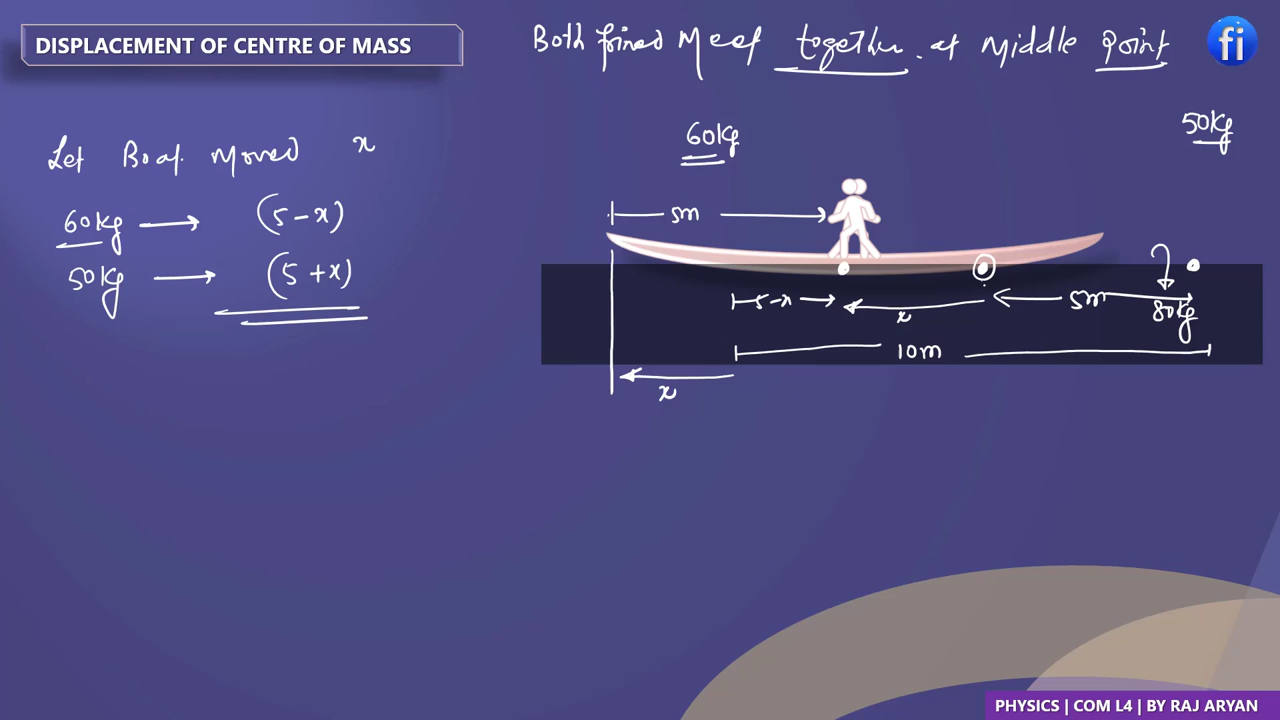 DISPLACEMENT OF CENTRE OF MASS
Both frined Meet together at middle point
fi
Let Boat Moved x
60kg → (5-x)
50kg → (5+x)
60kg
50kg
5m
5-x
x
5m
80kg
10m
x
PHYSICS | COM L4 | BY RAJ ARYAN